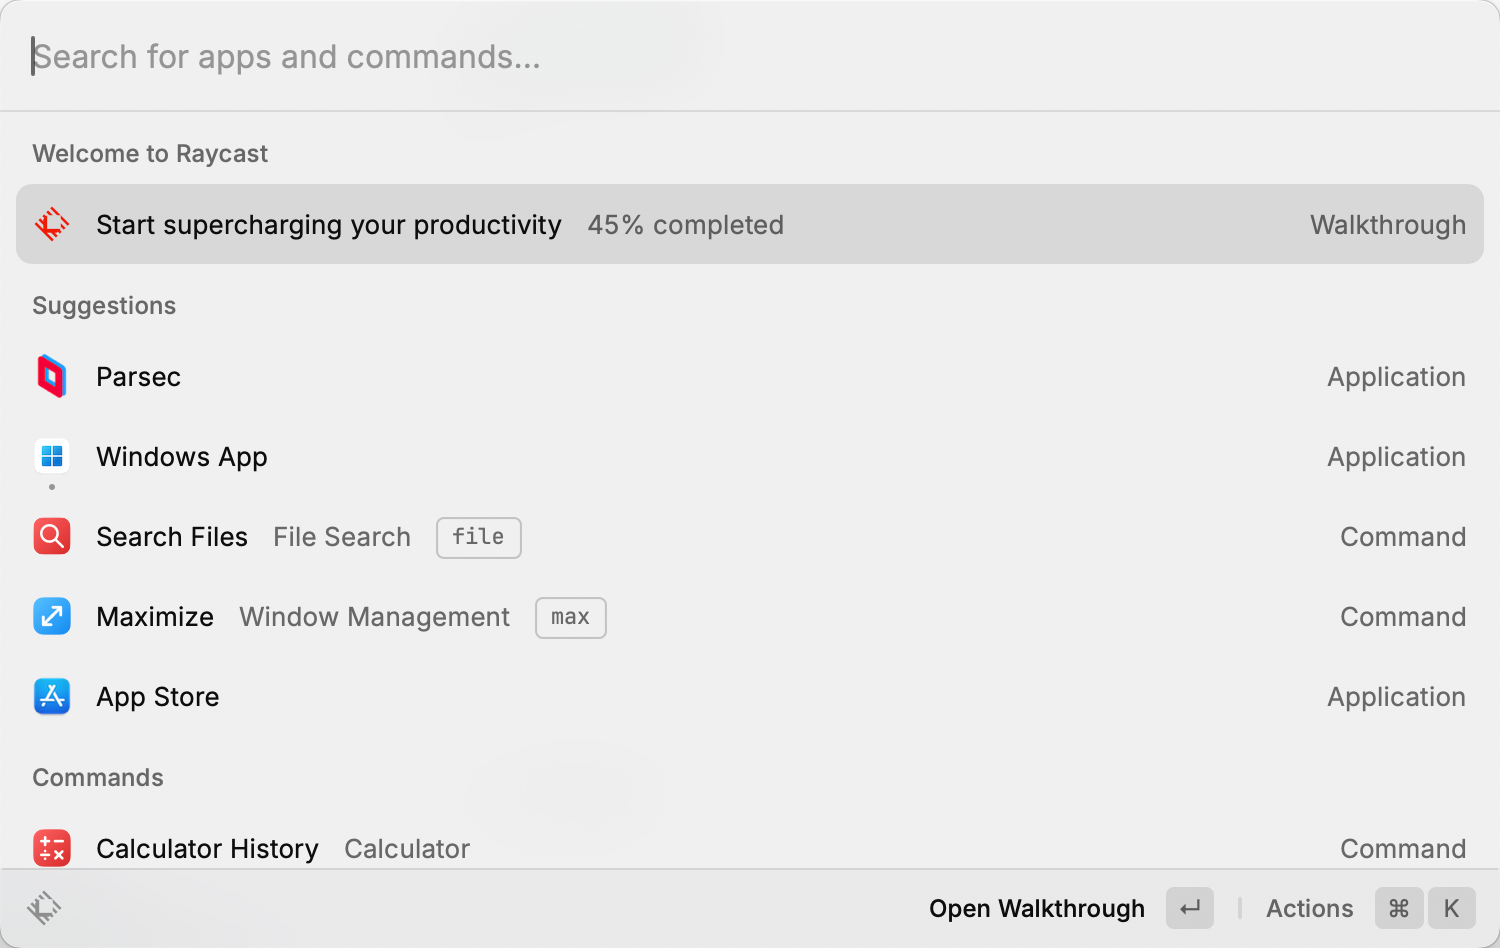 Search for apps and commands...
Welcome to Raycast
Start supercharging your productivity 45% completed Walkthrough
Suggestions
Parsec Application
Windows App Application
Search Files File Search file Command
Maximize Window Management max Command
App Store Application
Commands
Calculator History Calculator Command
Open Walkthrough ↵ Actions ⌘ K